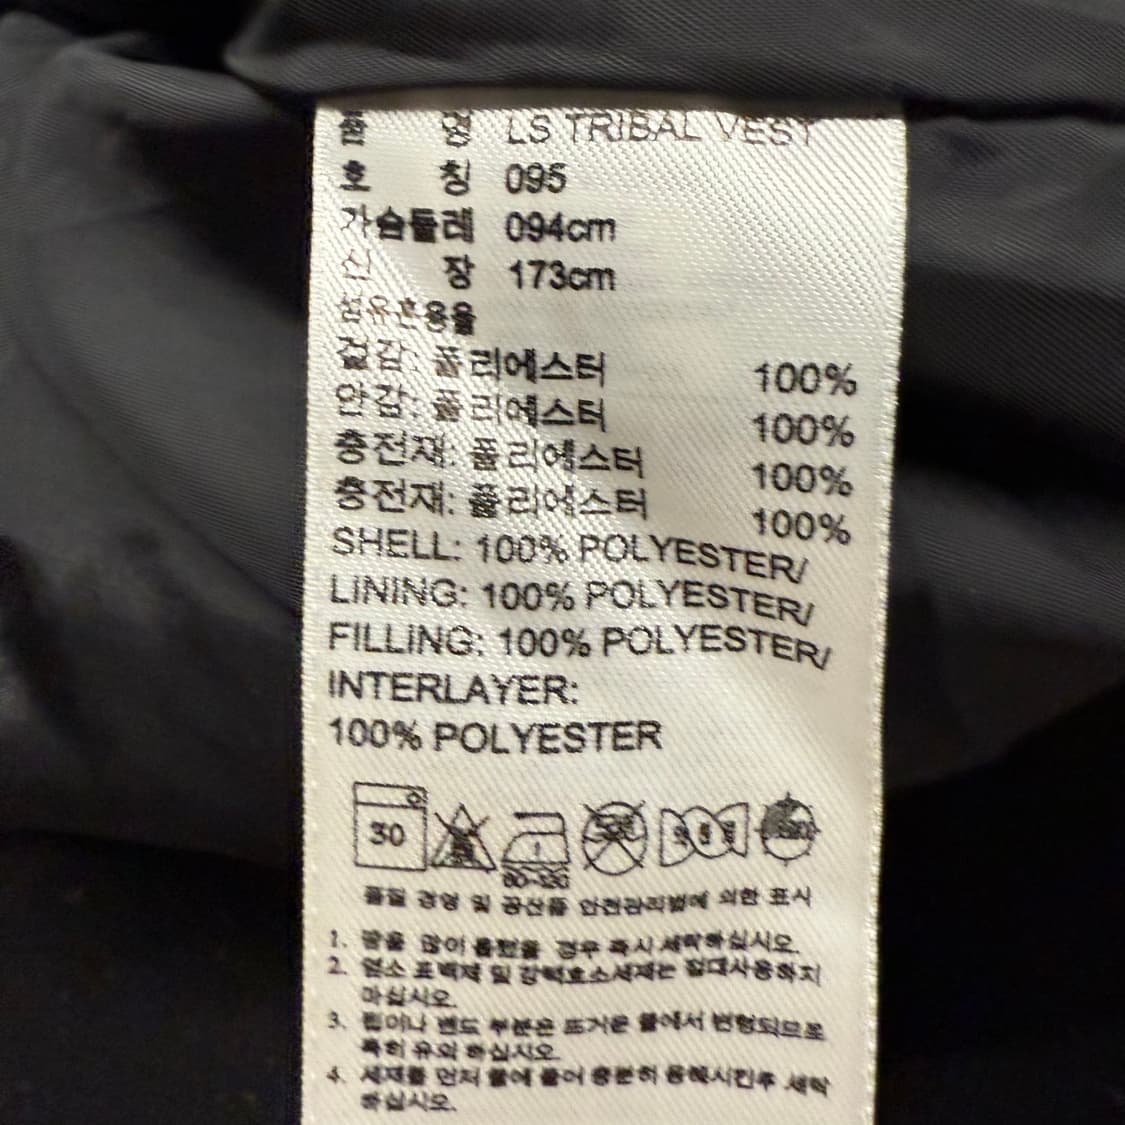 품 명 LS TRIBAL VEST
호 칭 095
가슴둘레 094cm
신 장 173cm
섬유혼용율
겉감: 폴리에스터 100%
안감: 폴리에스터 100%
충전재: 폴리에스터 100%
충전재: 폴리에스터 100%
SHELL: 100% POLYESTER/
LINING: 100% POLYESTER/
FILLING: 100% POLYESTER/
INTERLAYER:
100% POLYESTER
30
80~120
품질 경영 및 공산품 안전관리법에 의한 표시
1. 땀을 많이 흘렸을 경우 즉시 세탁하십시오.
2. 염소 표백제 및 강력효소세제는 절대사용하지
마십시오.
3. 립이나 밴드 부분은 뜨거운 물에서 변형되므로
특히 유의 하십시오.
4. 세제를 먼저 물에 풀어 충분히 용해시킨후 세탁
하십시오.